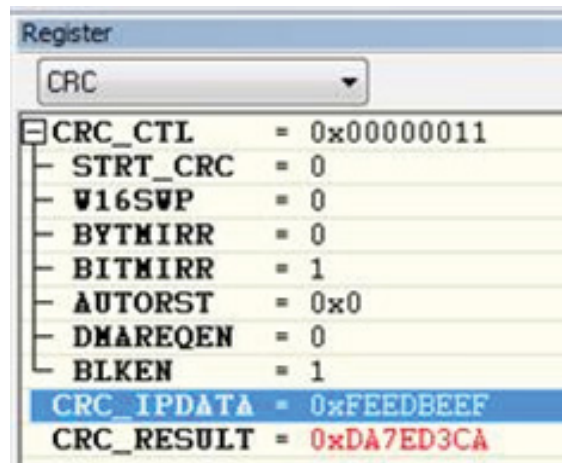 Register
CRC
CRC_CTL = 0x00000011
STRT_CRC = 0
W16SWP = 0
BYTMIRR = 0
BITMIRR = 1
AUTORST = 0x0
DMAREQEN = 0
BLKEN = 1
CRC_IPDATA = 0xFEEDBEEF
CRC_RESULT = 0xDA7ED3CA